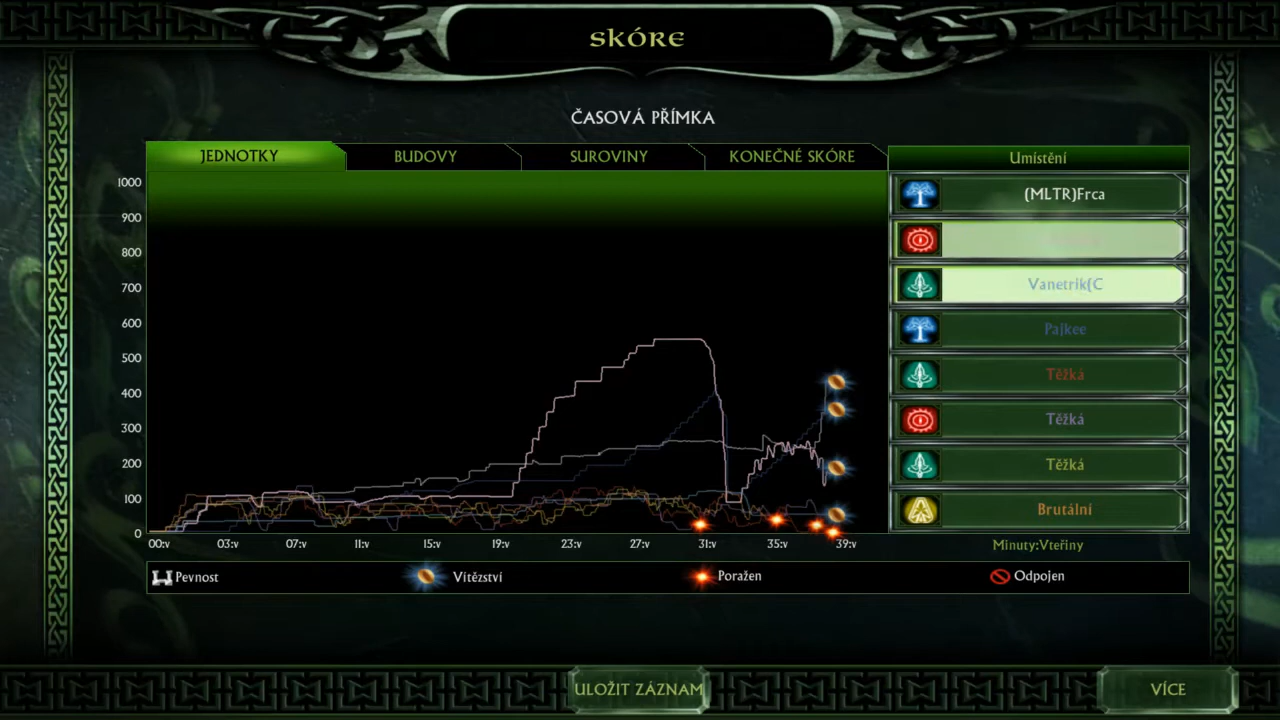 SKÓRE
ČASOVÁ PŘÍMKA
JEDNOTKY BUDOVY SUROVINY KONEČNÉ SKÓRE Umístění
1000
900
800
700
600
500
400
300
200
100
0
(MLTR)Frca
Vanetrik(C
Pajkee
Těžká
Těžká
Těžká
Brutální
00:v 03:v 07:v 11:v 15:v 19:v 23:v 27:v 31:v 35:v 39:v Minuty:Vteřiny
Pevnost Vítězství Poražen Odpojen
ULOŽIT ZÁZNAM VÍCE